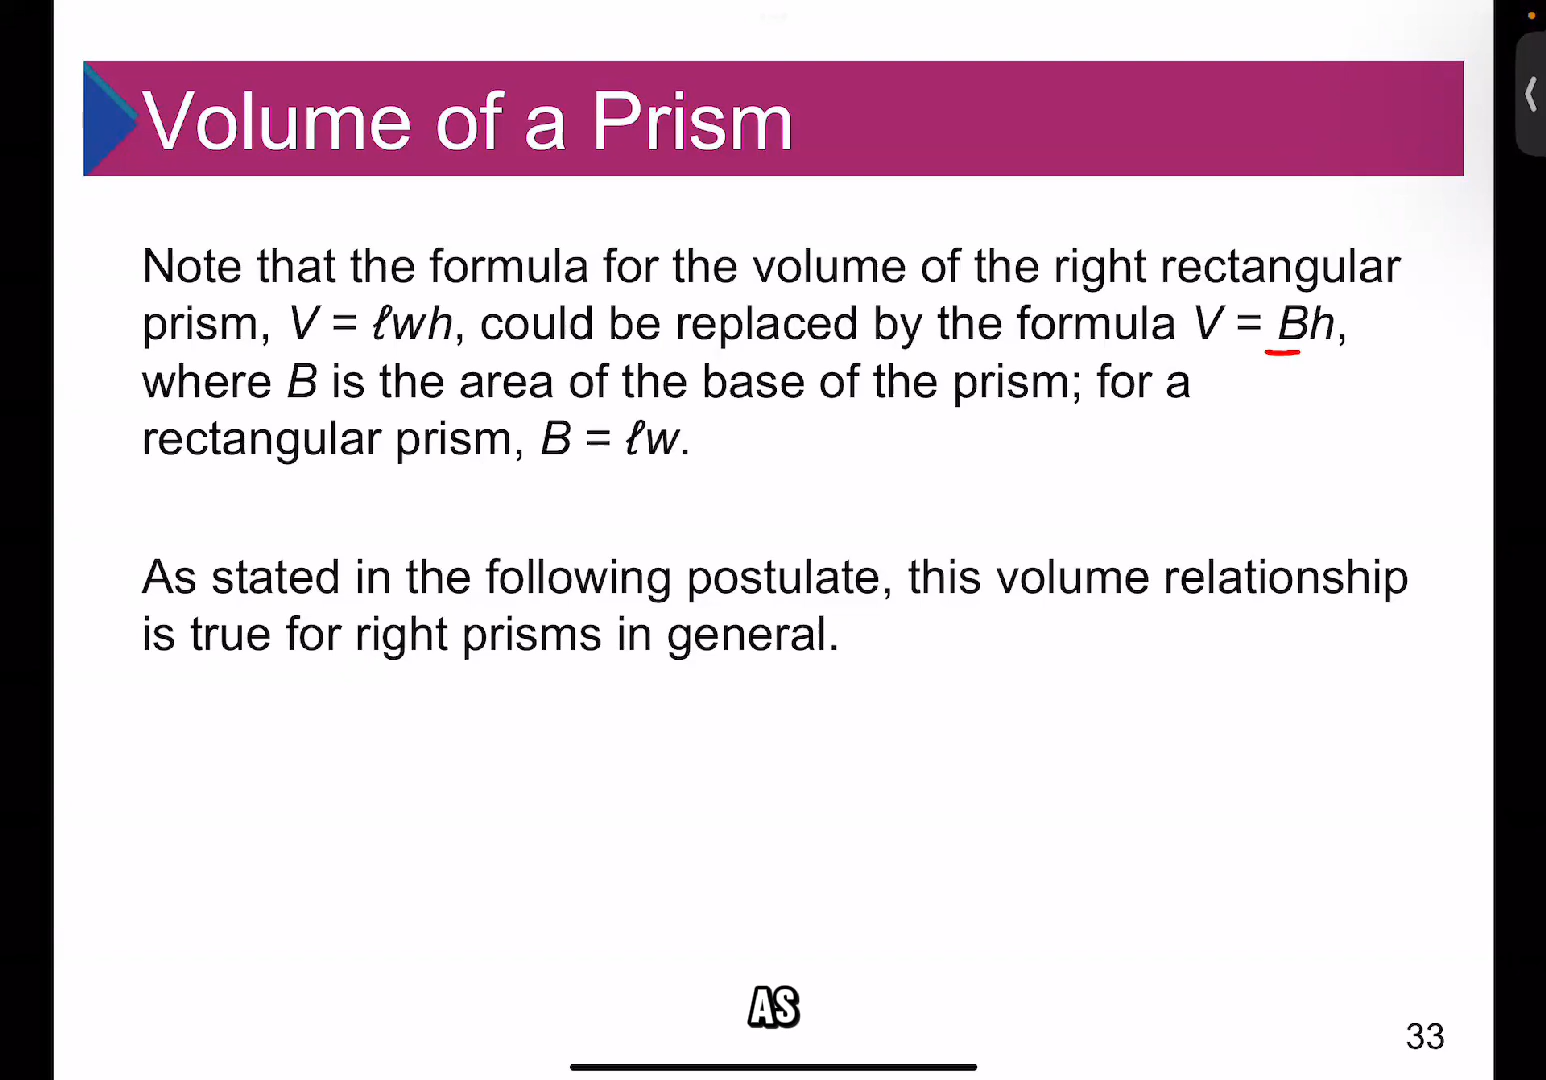 Volume of a Prism
Note that the formula for the volume of the right rectangular
prism, V = ℓwh, could be replaced by the formula V = Bh,
where B is the area of the base of the prism; for a
rectangular prism, B = ℓw.
As stated in the following postulate, this volume relationship
is true for right prisms in general.
AS
33